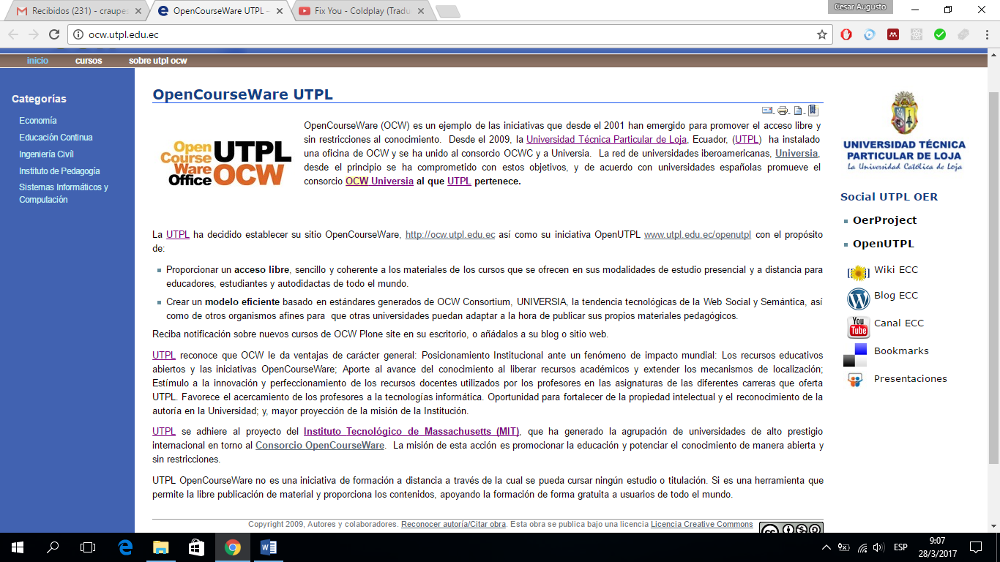 Recibidos (231) - craupes
OpenCourseWare UTPL –
Fix You - Coldplay (Tradu
Cesar Augusto
ocw.utpl.edu.ec
inicio cursos sobre utpl ocw
Categorías
Economía
Educación Continua
Ingeniería Civíl
Instituto de Pedagogía
Sistemas Informáticos y
Computación
OpenCourseWare UTPL
Open
Course
Ware
Office
UTPL
OCW
OpenCourseWare (OCW) es un ejemplo de las iniciativas que desde el 2001 han emergido para promover el acceso libre y
sin restricciones al conocimiento. Desde el 2009, la Universidad Técnica Particular de Loja, Ecuador, (UTPL) ha instalado
una oficina de OCW y se ha unido al consorcio OCWC y a Universia. La red de universidades iberoamericanas, Universia,
desde el principio se ha comprometido con estos objetivos, y de acuerdo con universidades españolas promueve el
consorcio OCW Universia al que UTPL pertenece.
La UTPL ha decidido establecer su sitio OpenCourseWare, http://ocw.utpl.edu.ec así como su iniciativa OpenUTPL www.utpl.edu.ec/openutpl con el propósito
de:
Proporcionar un acceso libre, sencillo y coherente a los materiales de los cursos que se ofrecen en sus modalidades de estudio presencial y a distancia para
educadores, estudiantes y autodidactas de todo el mundo.
Crear un modelo eficiente basado en estándares generados de OCW Consortium, UNIVERSIA, la tendencia tecnológicas de la Web Social y Semántica, así
como de otros organismos afines para que otras universidades puedan adaptar a la hora de publicar sus propios materiales pedagógicos.
Reciba notificación sobre nuevos cursos de OCW Plone site en su escritorio, o añádalos a su blog o sitio web.
UTPL reconoce que OCW le da ventajas de carácter general: Posicionamiento Institucional ante un fenómeno de impacto mundial: Los recursos educativos
abiertos y las iniciativas OpenCourseWare; Aporte al avance del conocimiento al liberar recursos académicos y extender los mecanismos de localización;
Estímulo a la innovación y perfeccionamiento de los recursos docentes utilizados por los profesores en las asignaturas de las diferentes carreras que oferta
UTPL. Favorece el acercamiento de los profesores a la tecnologías informática. Oportunidad para fortalecer de la propiedad intelectual y el reconocimiento de la
autoría en la Universidad; y, mayor proyección de la misión de la Institución.
UTPL se adhiere al proyecto del Instituto Tecnológico de Massachusetts (MIT), que ha generado la agrupación de universidades de alto prestigio
internacional en torno al Consorcio OpenCourseWare. La misión de esta acción es promocionar la educación y potenciar el conocimiento de manera abierta y
sin restricciones.
UTPL OpenCourseWare no es una iniciativa de formación a distancia a través de la cual se pueda cursar ningún estudio o titulación. Si es una herramienta que
permite la libre publicación de material y proporciona los contenidos, apoyando la formación de forma gratuita a usuarios de todo el mundo.
Copyright 2009, Autores y colaboradores. Reconocer autoría/Citar obra. Esta obra se publica bajo una licencia Licencia Creative Commons
UNIVERSIDAD TÉCNICA
PARTICULAR DE LOJA
La Universidad Católica de Loja
Social UTPL OER
OerProject
OpenUTPL
Wiki ECC
Blog ECC
You
Tube
Canal ECC
Bookmarks
Presentaciones
ESP
9:07
28/3/2017